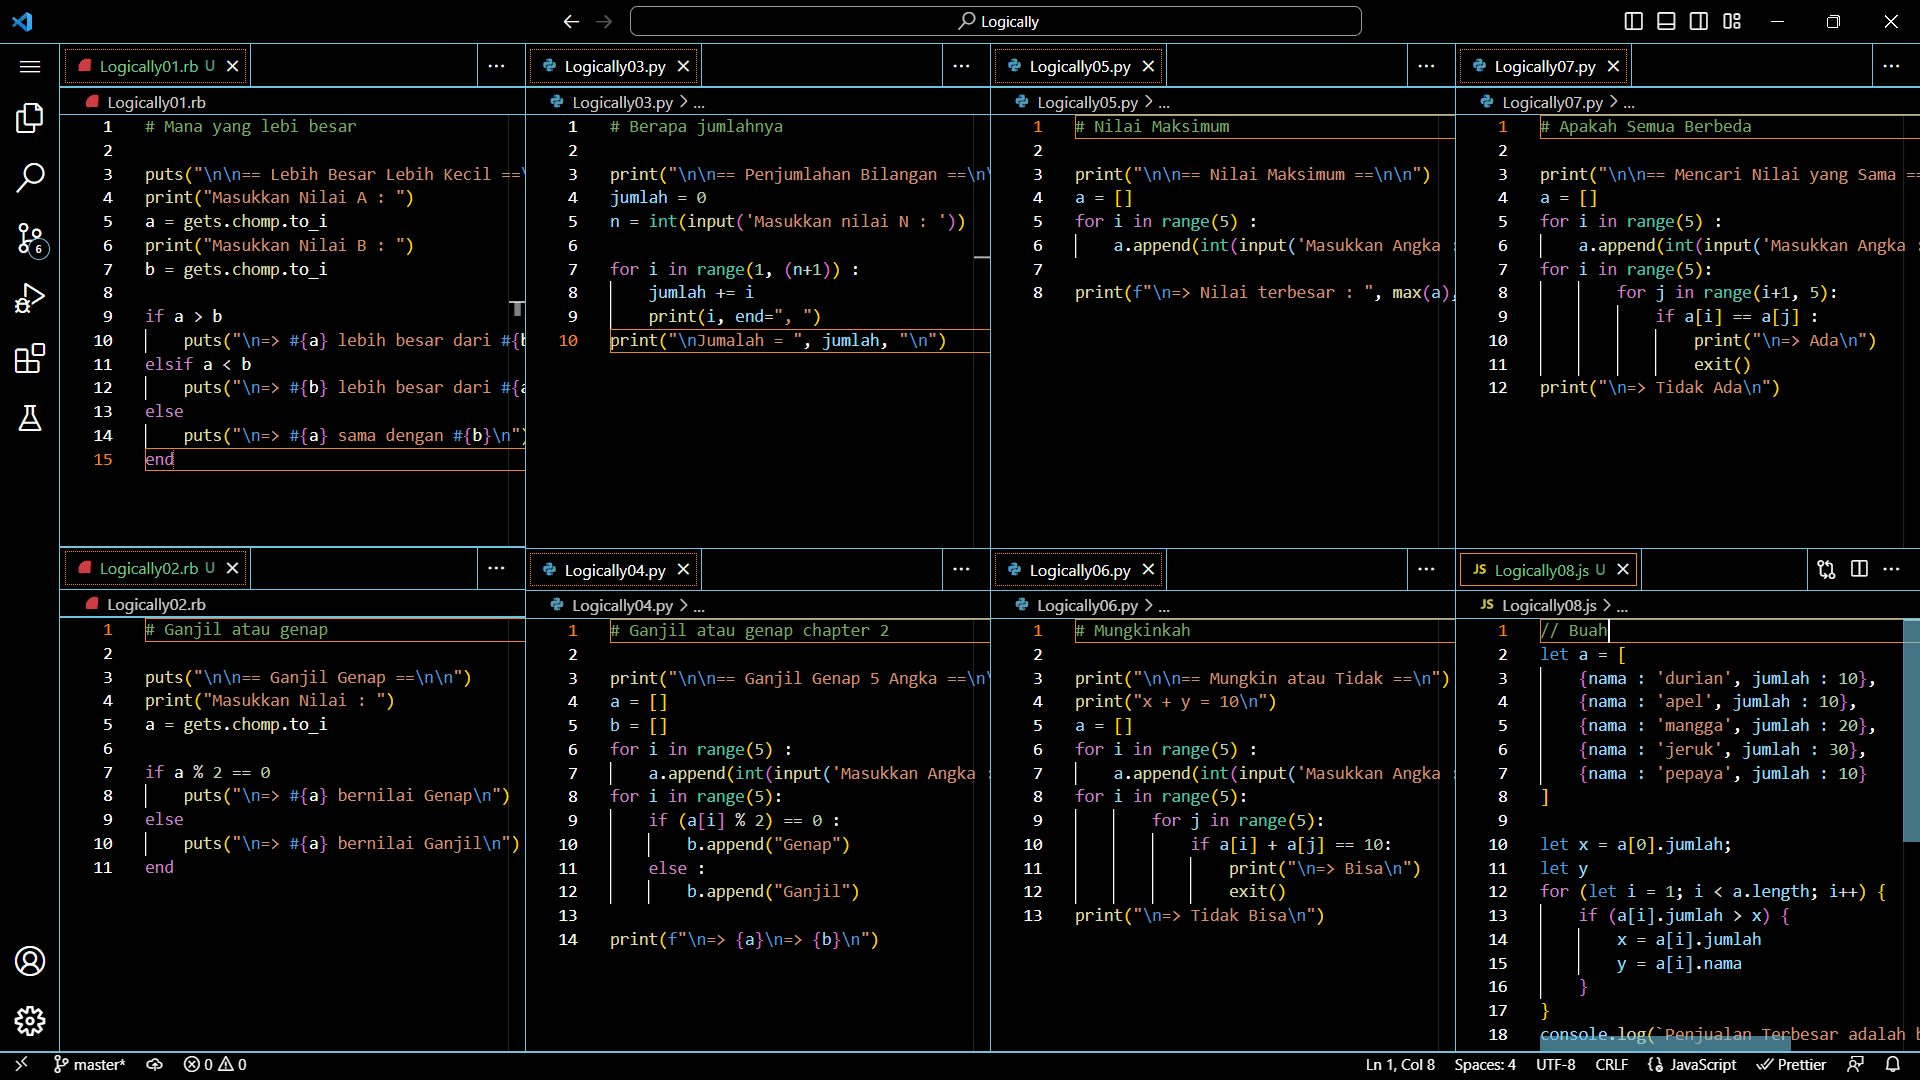 Logically
Logically01.rb U
Logically01.rb
1 # Mana yang lebi besar
2
3 puts("\n\n== Lebih Besar Lebih Kecil ==\
4 print("Masukkan Nilai A : ")
5 a = gets.chomp.to_i
6 print("Masukkan Nilai B : ")
7 b = gets.chomp.to_i
8
9 if a > b
10 puts("\n=> #{a} lebih besar dari #{b
11 elsif a < b
12 puts("\n=> #{b} lebih besar dari #{a
13 else
14 puts("\n=> #{a} sama dengan #{b}\n")
15 end
Logically03.py
Logically03.py > ...
1 # Berapa jumlahnya
2
3 print("\n\n== Penjumlahan Bilangan ==\n\
4 jumlah = 0
5 n = int(input('Masukkan nilai N : '))
6
7 for i in range(1, (n+1)) :
8 jumlah += i
9 print(i, end=", ")
10 print("\nJumalah = ", jumlah, "\n")
Logically05.py
Logically05.py > ...
1 # Nilai Maksimum
2
3 print("\n\n== Nilai Maksimum ==\n\n")
4 a = []
5 for i in range(5) :
6 a.append(int(input('Masukkan Angka :
7
8 print(f"\n=> Nilai terbesar : ", max(a),
Logically07.py
Logically07.py > ...
1 # Apakah Semua Berbeda
2
3 print("\n\n== Mencari Nilai yang Sama ==
4 a = []
5 for i in range(5) :
6 a.append(int(input('Masukkan Angka :
7 for i in range(5):
8 for j in range(i+1, 5):
9 if a[i] == a[j] :
10 print("\n=> Ada\n")
11 exit()
12 print("\n=> Tidak Ada\n")
Logically02.rb U
Logically02.rb
1 # Ganjil atau genap
2
3 puts("\n\n== Ganjil Genap ==\n\n")
4 print("Masukkan Nilai : ")
5 a = gets.chomp.to_i
6
7 if a % 2 == 0
8 puts("\n=> #{a} bernilai Genap\n")
9 else
10 puts("\n=> #{a} bernilai Ganjil\n")
11 end
Logically04.py
Logically04.py > ...
1 # Ganjil atau genap chapter 2
2
3 print("\n\n== Ganjil Genap 5 Angka ==\n\
4 a = []
5 b = []
6 for i in range(5) :
7 a.append(int(input('Masukkan Angka :
8 for i in range(5):
9 if (a[i] % 2) == 0 :
10 b.append("Genap")
11 else :
12 b.append("Ganjil")
13
14 print(f"\n=> {a}\n=> {b}\n")
Logically06.py
Logically06.py > ...
1 # Mungkinkah
2
3 print("\n\n== Mungkin atau Tidak ==\n")
4 print("x + y = 10\n")
5 a = []
6 for i in range(5) :
7 a.append(int(input('Masukkan Angka :
8 for i in range(5):
9 for j in range(5):
10 if a[i] + a[j] == 10:
11 print("\n=> Bisa\n")
12 exit()
13 print("\n=> Tidak Bisa\n")
JS Logically08.js U
JS Logically08.js > ...
1 // Buah
2 let a = [
3 {nama : 'durian', jumlah : 10},
4 {nama : 'apel', jumlah : 10},
5 {nama : 'mangga', jumlah : 20},
6 {nama : 'jeruk', jumlah : 30},
7 {nama : 'pepaya', jumlah : 10}
8 ]
9
10 let x = a[0].jumlah;
11 let y
12 for (let i = 1; i < a.length; i++) {
13 if (a[i].jumlah > x) {
14 x = a[i].jumlah
15 y = a[i].nama
16 }
17 }
18 console.log(`Penjualan Terbesar adalah b
6
master* 0 0 Ln 1, Col 8 Spaces: 4 UTF-8 CRLF JavaScript Prettier